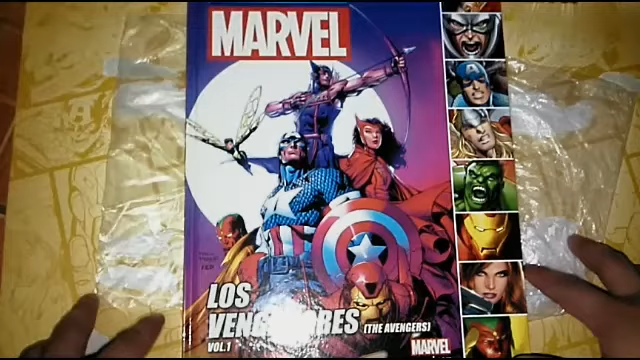 MARVEL
LOS
VENGADORES (THE AVENGERS)
VOL.1
MARVEL